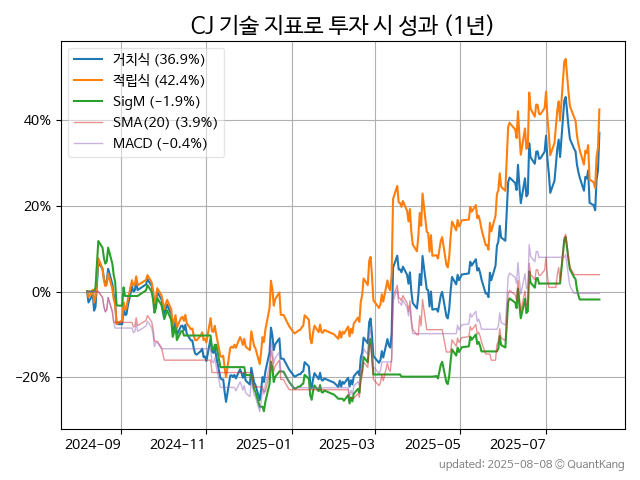 CJ 기술 지표로 투자 시 성과 (1년)
거치식 (36.9%)
적립식 (42.4%)
SigM (−1.9%)
SMA(20) (3.9%)
MACD (−0.4%)
40%
20%
0%
−20%
2024-09 2024-11 2025-01 2025-03 2025-05 2025-07
updated: 2025-08-08 © QuantKang